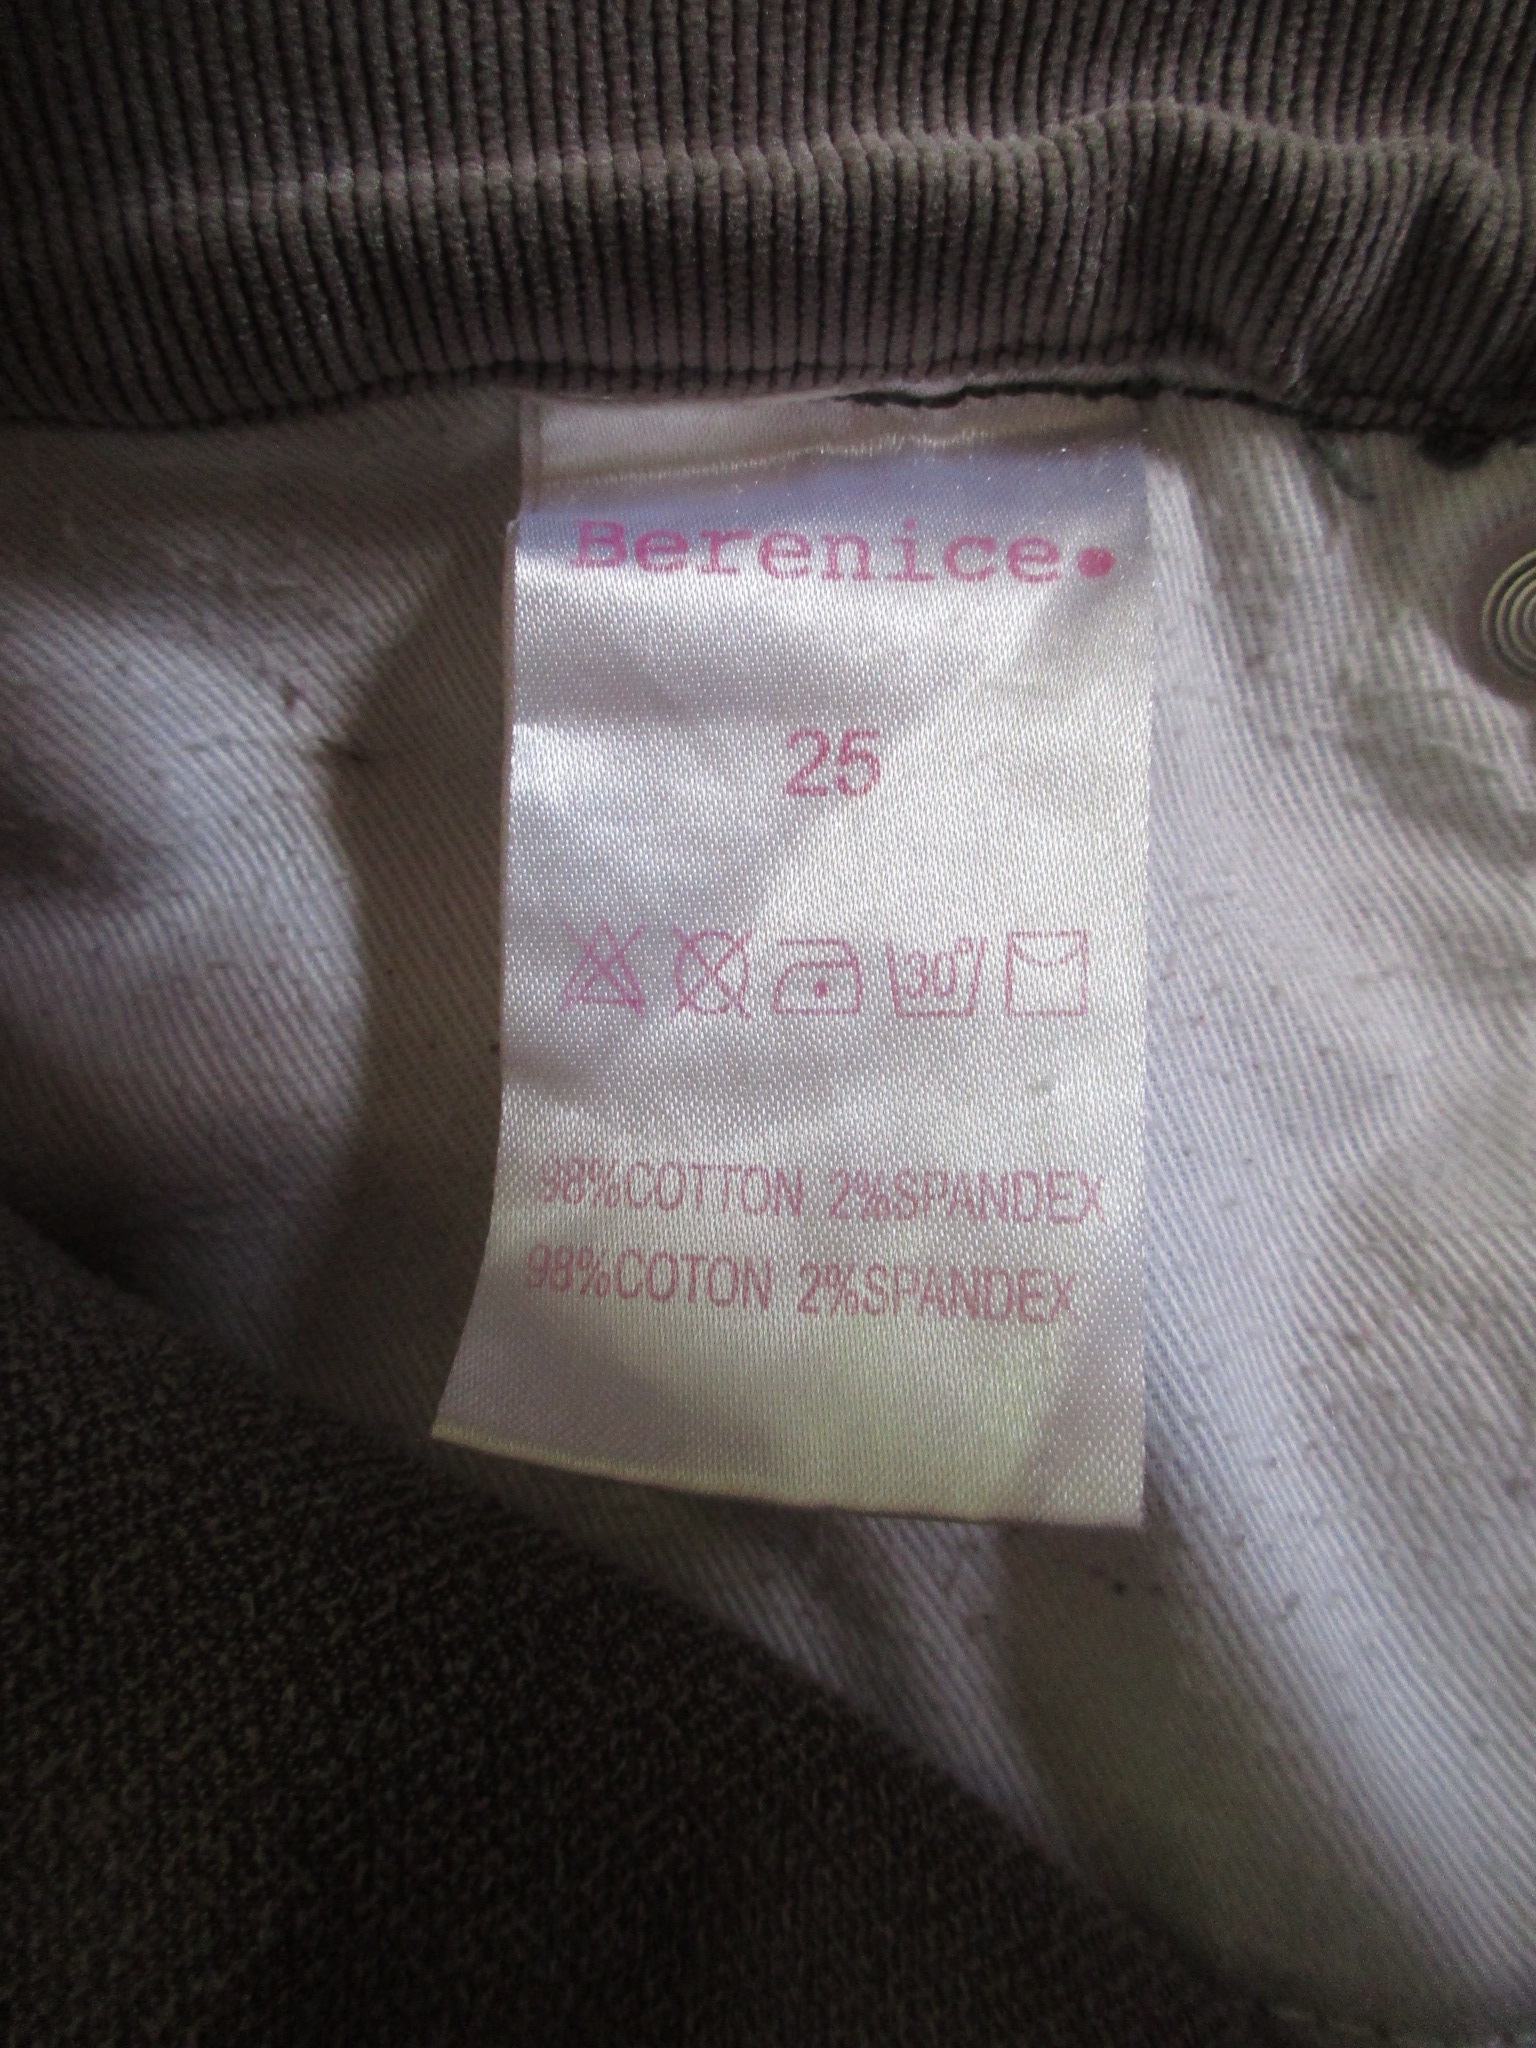 Berenice.
25
30°
98%COTTON 2%SPANDEX
98%COTON 2%SPANDEX